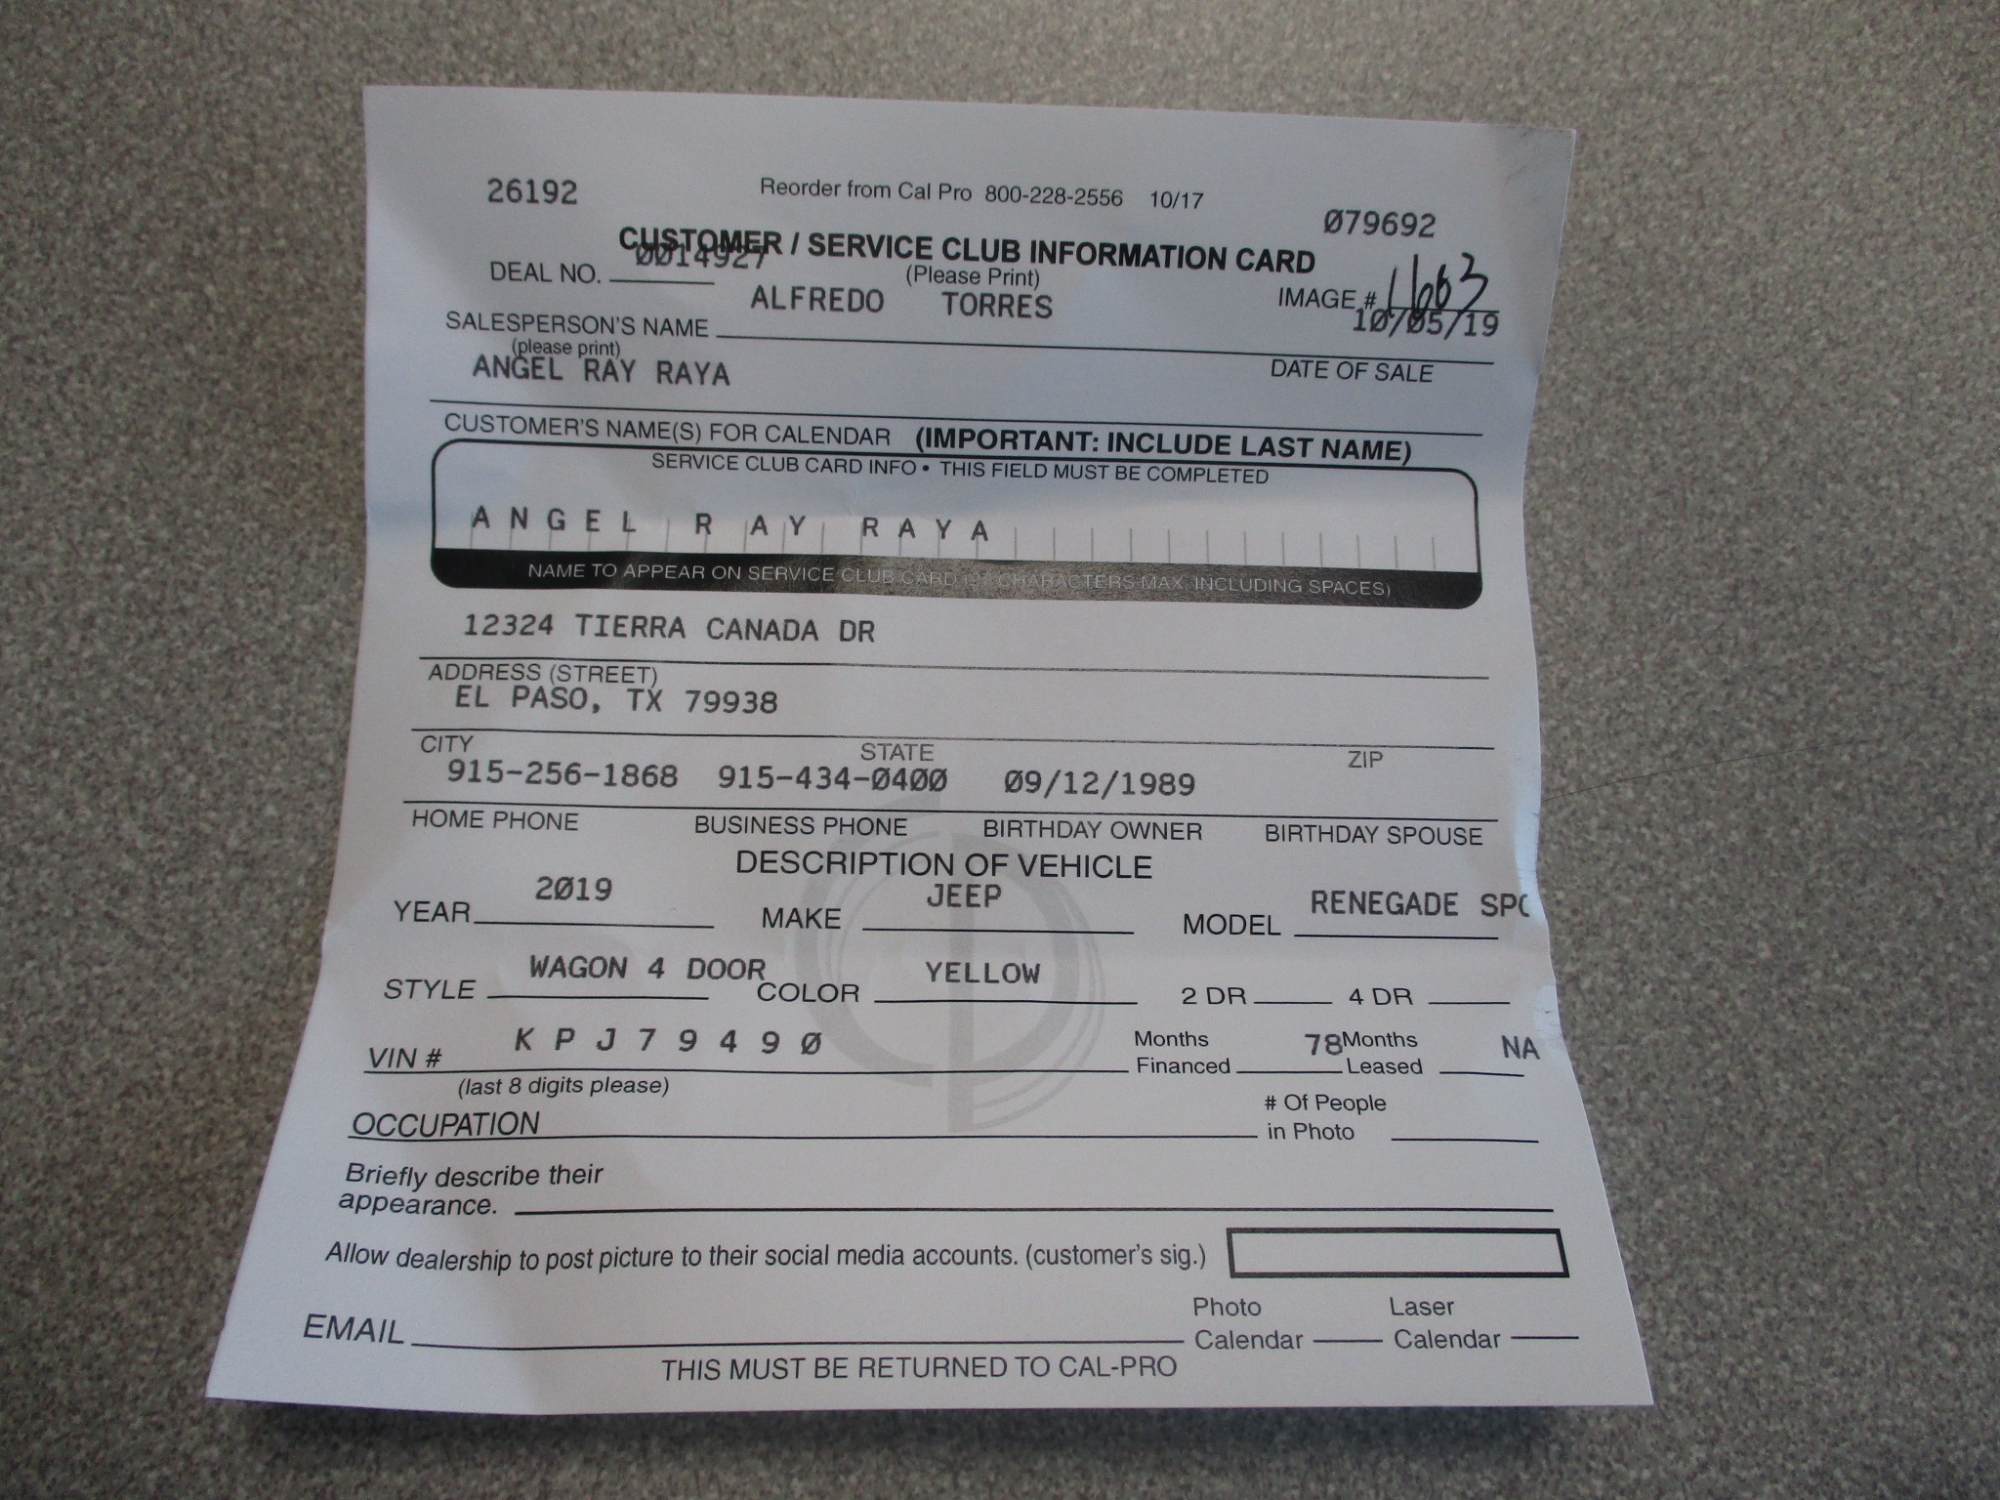 26192 Reorder from Cal Pro 800-228-2556 10/17 079692
CUSTOMER / SERVICE CLUB INFORMATION CARD
DEAL NO. 0014927 (Please Print) IMAGE # 1663
SALESPERSON'S NAME ALFREDO TORRES 10/05/19
(please print) DATE OF SALE
ANGEL RAY RAYA
CUSTOMER'S NAME(S) FOR CALENDAR (IMPORTANT: INCLUDE LAST NAME)
SERVICE CLUB CARD INFO • THIS FIELD MUST BE COMPLETED
ANGEL RAY RAYA
NAME TO APPEAR ON SERVICE CLUB CARD CHARACTERS MAX. INCLUDING SPACES)
12324 TIERRA CANADA DR
ADDRESS (STREET)
EL PASO, TX 79938
CITY STATE ZIP
915-256-1868 915-434-0400 09/12/1989
HOME PHONE BUSINESS PHONE BIRTHDAY OWNER BIRTHDAY SPOUSE
DESCRIPTION OF VEHICLE
YEAR 2019 MAKE JEEP MODEL RENEGADE SPO
STYLE WAGON 4 DOOR COLOR YELLOW 2 DR 4 DR
VIN # KPJ79490 Months Financed 78 Months Leased NA
(last 8 digits please)
OCCUPATION # Of People in Photo
Briefly describe their
appearance.
Allow dealership to post picture to their social media accounts. (customer's sig.)
EMAIL Photo Calendar Laser Calendar
THIS MUST BE RETURNED TO CAL-PRO